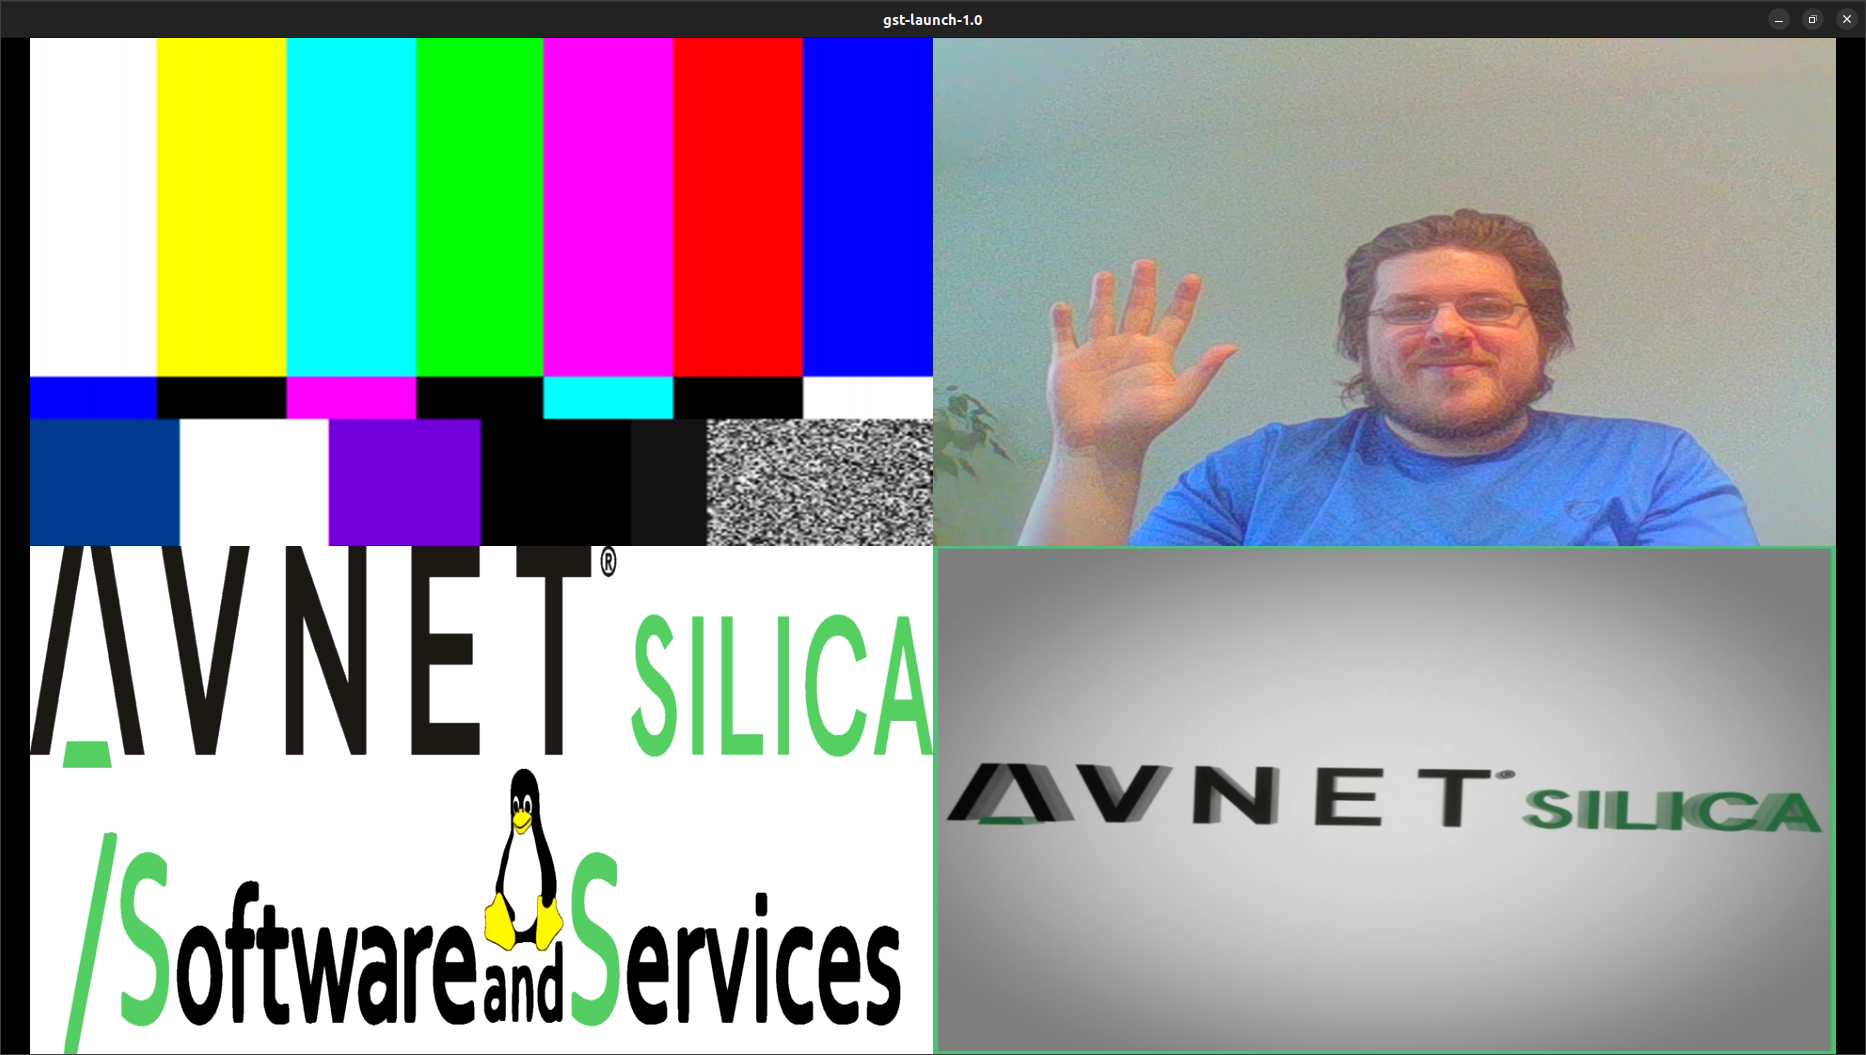 gst-launch-1.0
AVNET® SILICA
/Software and Services
AVNET® SILICA